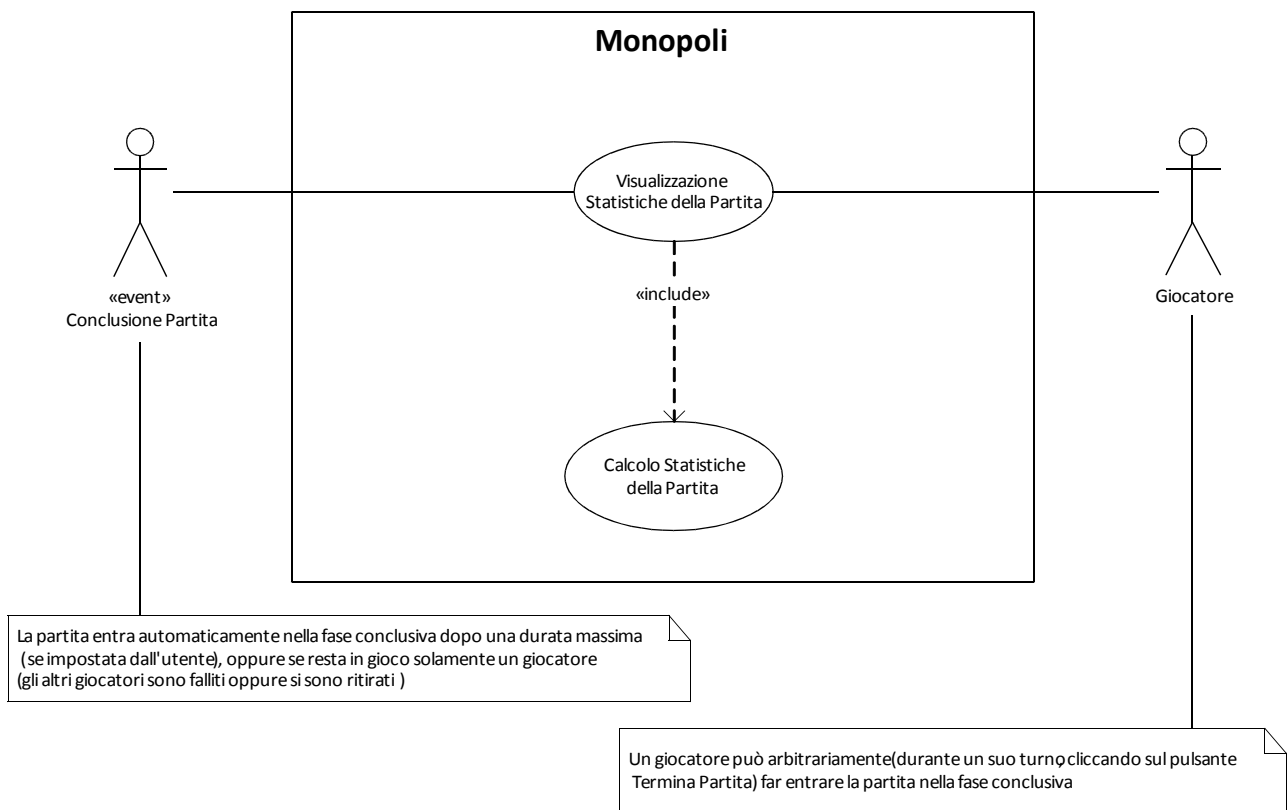 Monopoli
Visualizzazione
Statistiche della Partita
«event»
Conclusione Partita
«include»
Giocatore
Calcolo Statistiche
della Partita
La partita entra automaticamente nella fase conclusiva dopo una durata massima
(se impostata dall'utente), oppure se resta in gioco solamente un giocatore
(gli altri giocatori sono falliti oppure si sono ritirati )
Un giocatore può arbitrariamente(durante un suo turno, cliccando sul pulsante
Termina Partita) far entrare la partita nella fase conclusiva